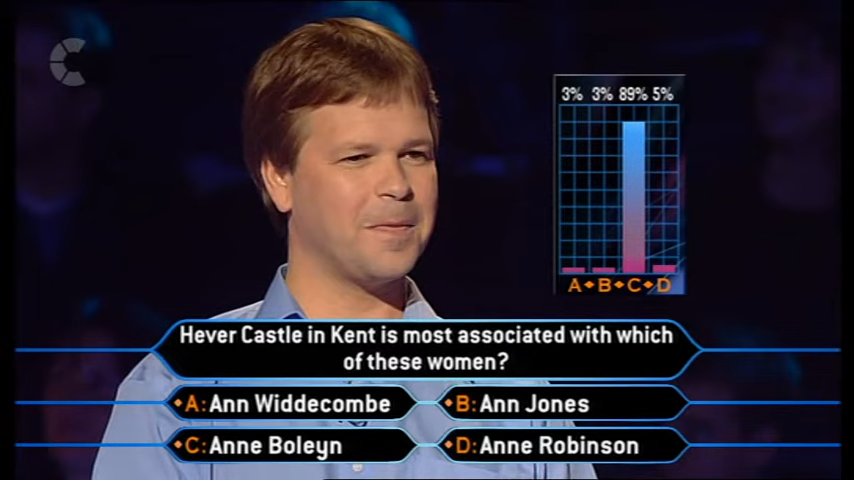 3% 3% 89% 5%
A◆B◆C◆D
Hever Castle in Kent is most associated with which
of these women?
◆A: Ann Widdecombe
◆B: Ann Jones
◆C: Anne Boleyn
◆D: Anne Robinson